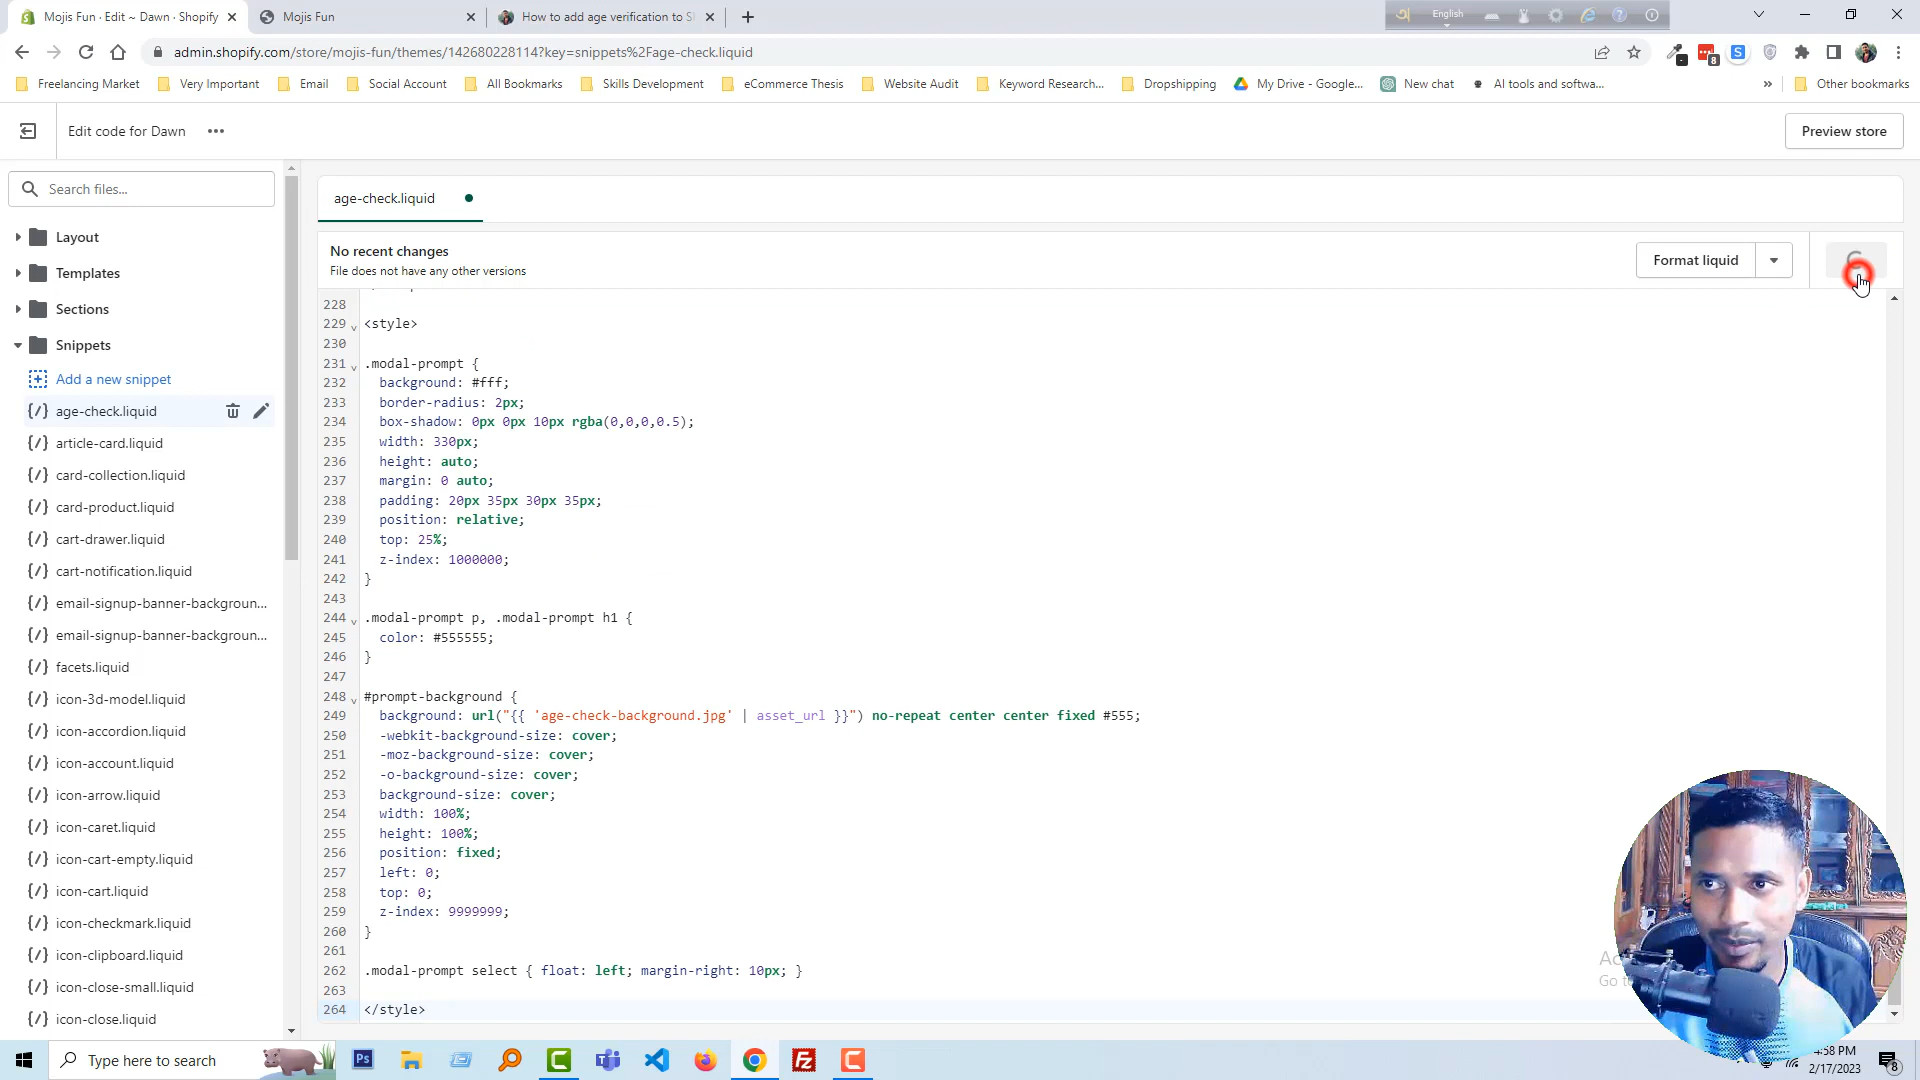 Mojis Fun · Edit ~ Dawn · Shopify
Mojis Fun
How to add age verification to S
English
admin.shopify.com/store/mojis-fun/themes/142680228114?key=snippets%2Fage-check.liquid
8
Freelancing Market
Very Important
Email
Social Account
All Bookmarks
Skills Development
eCommerce Thesis
Website Audit
Keyword Research...
Dropshipping
My Drive - Google...
New chat
AI tools and softwa...
»
Other bookmarks
Edit code for Dawn
Preview store
Search files...
Layout
Templates
Sections
Snippets
Add a new snippet
age-check.liquid
article-card.liquid
card-collection.liquid
card-product.liquid
cart-drawer.liquid
cart-notification.liquid
email-signup-banner-backgroun...
email-signup-banner-backgroun...
facets.liquid
icon-3d-model.liquid
icon-accordion.liquid
icon-account.liquid
icon-arrow.liquid
icon-caret.liquid
icon-cart-empty.liquid
icon-cart.liquid
icon-checkmark.liquid
icon-clipboard.liquid
icon-close-small.liquid
icon-close.liquid
age-check.liquid
No recent changes
File does not have any other versions
Format liquid
228
229 <style>
230
231 .modal-prompt {
232 background: #fff;
233 border-radius: 2px;
234 box-shadow: 0px 0px 10px rgba(0,0,0,0.5);
235 width: 330px;
236 height: auto;
237 margin: 0 auto;
238 padding: 20px 35px 30px 35px;
239 position: relative;
240 top: 25%;
241 z-index: 1000000;
242 }
243
244 .modal-prompt p, .modal-prompt h1 {
245 color: #555555;
246 }
247
248 #prompt-background {
249 background: url("{{ 'age-check-background.jpg' | asset_url }}") no-repeat center center fixed #555;
250 -webkit-background-size: cover;
251 -moz-background-size: cover;
252 -o-background-size: cover;
253 background-size: cover;
254 width: 100%;
255 height: 100%;
256 position: fixed;
257 left: 0;
258 top: 0;
259 z-index: 9999999;
260 }
261
262 .modal-prompt select { float: left; margin-right: 10px; }
263
264 </style>
Type here to search
4:58 PM
2/17/2023
8